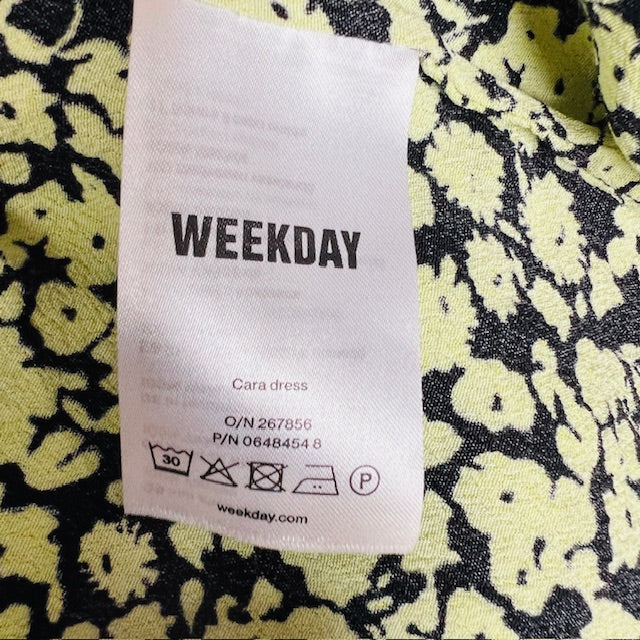 WEEKDAY
Cara dress
O/N 267856
P/N 0648454 8
30
P
weekday.com